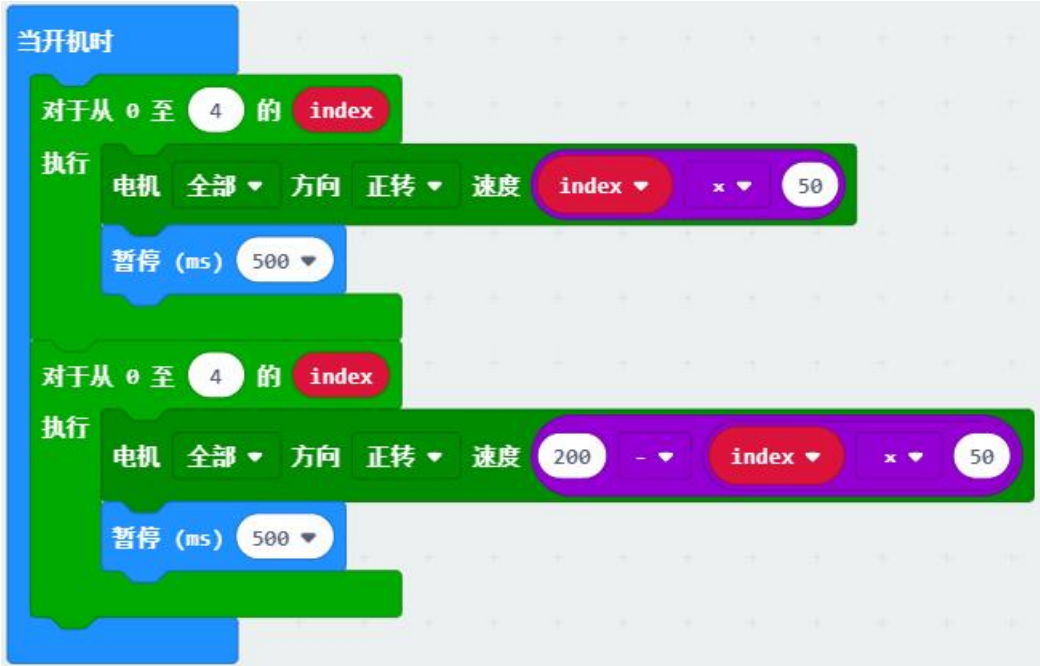 当开机时
对于从 0 至 4 的 index
执行
电机 全部 方向 正转 速度 index × 50
暂停 (ms) 500
对于从 0 至 4 的 index
执行
电机 全部 方向 正转 速度 200 - index × 50
暂停 (ms) 500